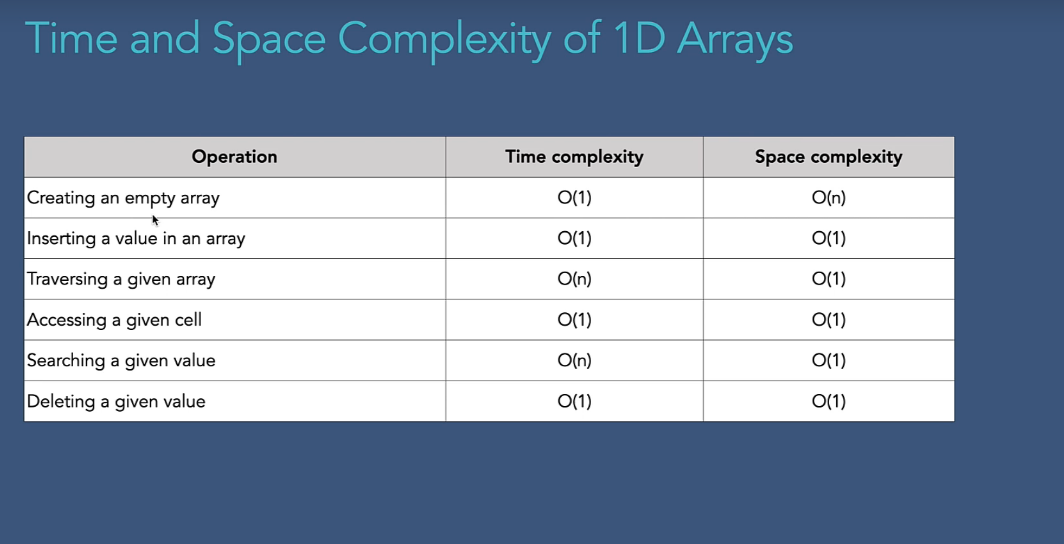 Time and Space Complexity of 1D Arrays
Operation Time complexity Space complexity
Creating an empty array O(1) O(n)
Inserting a value in an array O(1) O(1)
Traversing a given array O(n) O(1)
Accessing a given cell O(1) O(1)
Searching a given value O(n) O(1)
Deleting a given value O(1) O(1)